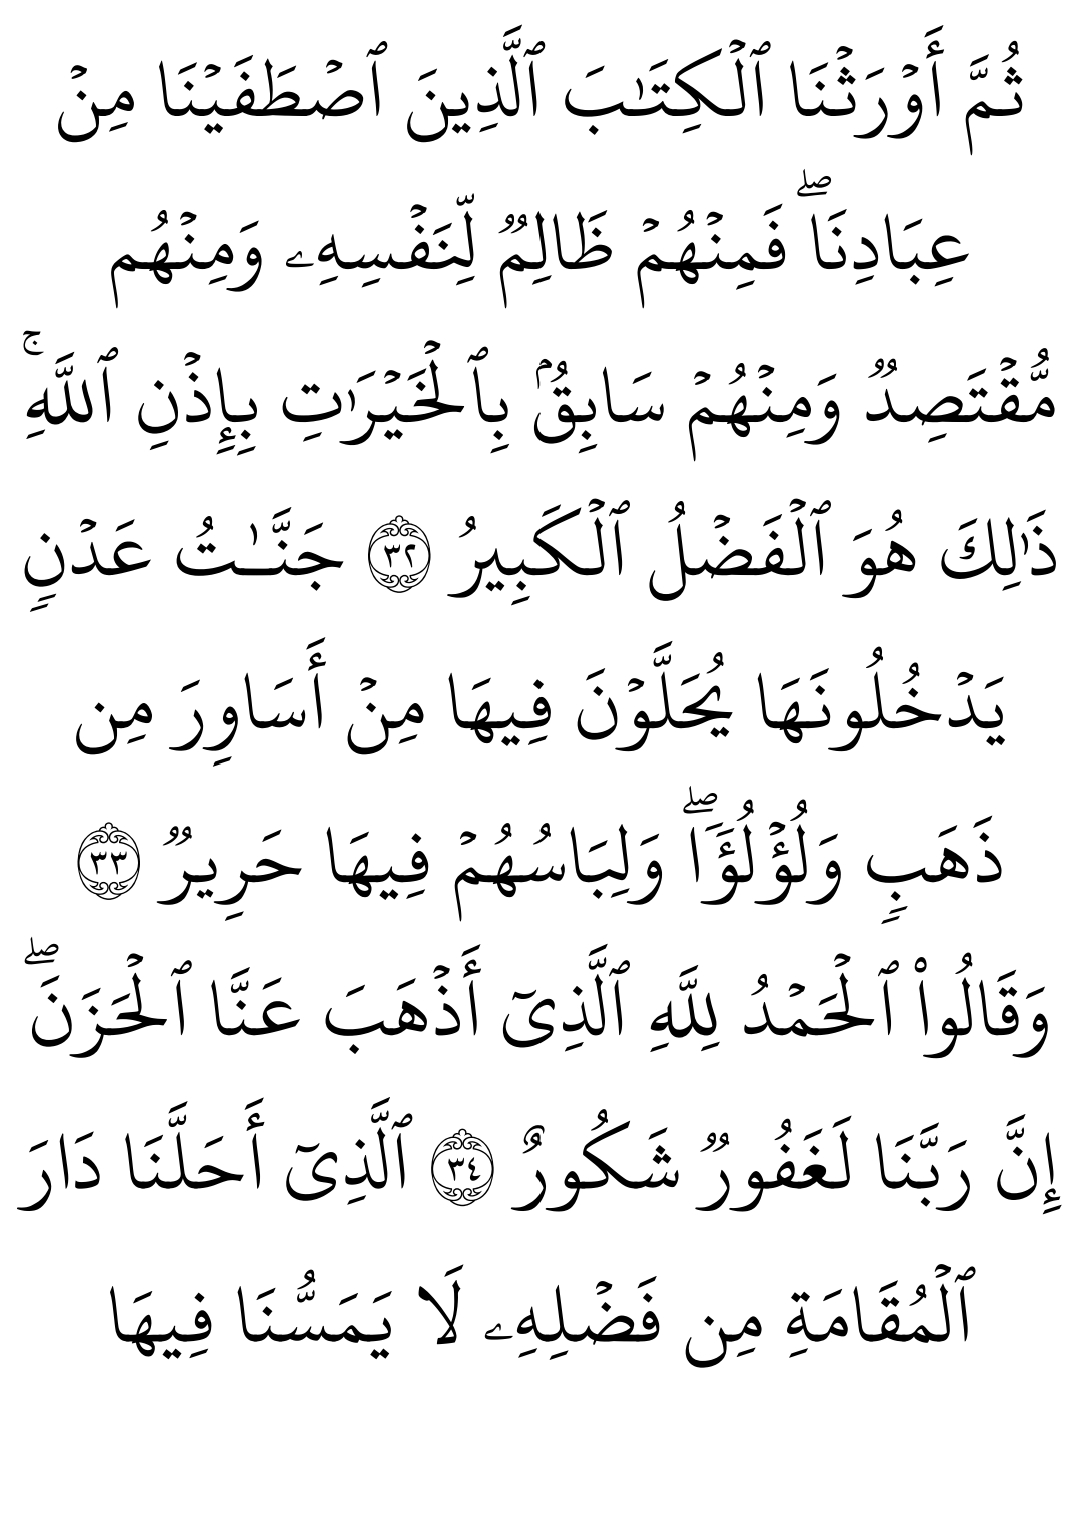 ثُمَّ أَوۡرَثۡنَا ٱلۡكِتَٰبَ ٱلَّذِينَ ٱصۡطَفَيۡنَا مِنۡ
عِبَادِنَاۖ فَمِنۡهُمۡ ظَالِمٞ لِّنَفۡسِهِۦ وَمِنۡهُم
مُّقۡتَصِدٞ وَمِنۡهُمۡ سَابِقُۢ بِٱلۡخَيۡرَٰتِ بِإِذۡنِ ٱللَّهِۚ
ذَٰلِكَ هُوَ ٱلۡفَضۡلُ ٱلۡكَبِيرُ ۝٣٢ جَنَّٰتُ عَدۡنٖ
يَدۡخُلُونَهَا يُحَلَّوۡنَ فِيهَا مِنۡ أَسَاوِرَ مِن
ذَهَبٖ وَلُؤۡلُؤٗاۖ وَلِبَاسُهُمۡ فِيهَا حَرِيرٞ ۝٣٣
وَقَالُواْ ٱلۡحَمۡدُ لِلَّهِ ٱلَّذِيٓ أَذۡهَبَ عَنَّا ٱلۡحَزَنَۖ
إِنَّ رَبَّنَا لَغَفُورٞ شَكُورٌ ۝٣٤ ٱلَّذِيٓ أَحَلَّنَا دَارَ
ٱلۡمُقَامَةِ مِن فَضۡلِهِۦ لَا يَمَسُّنَا فِيهَا